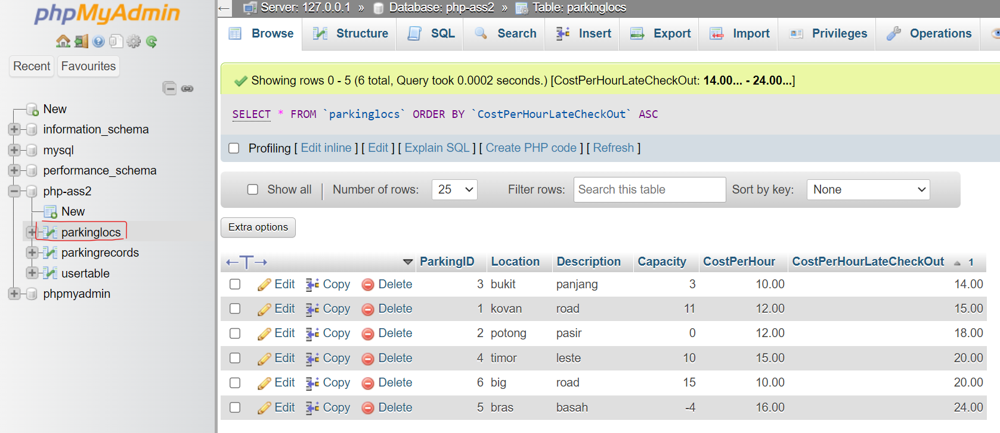 phpMyAdmin
Recent Favourites
New
information_schema
mysql
performance_schema
php-ass2
New
parkinglocs
parkingrecords
usertable
phpmyadmin
Server: 127.0.0.1 » Database: php-ass2 » Table: parkinglocs
Browse Structure SQL Search Insert Export Import Privileges Operations
Showing rows 0 - 5 (6 total, Query took 0.0002 seconds.) [CostPerHourLateCheckOut: 14.00... - 24.00...]
SELECT * FROM `parkinglocs` ORDER BY `CostPerHourLateCheckOut` ASC
Profiling [ Edit inline ] [ Edit ] [ Explain SQL ] [ Create PHP code ] [ Refresh ]
Show all Number of rows: 25 Filter rows: Search this table Sort by key: None
Extra options
←T→ ParkingID Location Description Capacity CostPerHour CostPerHourLateCheckOut 1
Edit Copy Delete 3 bukit panjang 3 10.00 14.00
Edit Copy Delete 1 kovan road 11 12.00 15.00
Edit Copy Delete 2 potong pasir 0 12.00 18.00
Edit Copy Delete 4 timor leste 10 15.00 20.00
Edit Copy Delete 6 big road 15 10.00 20.00
Edit Copy Delete 5 bras basah -4 16.00 24.00